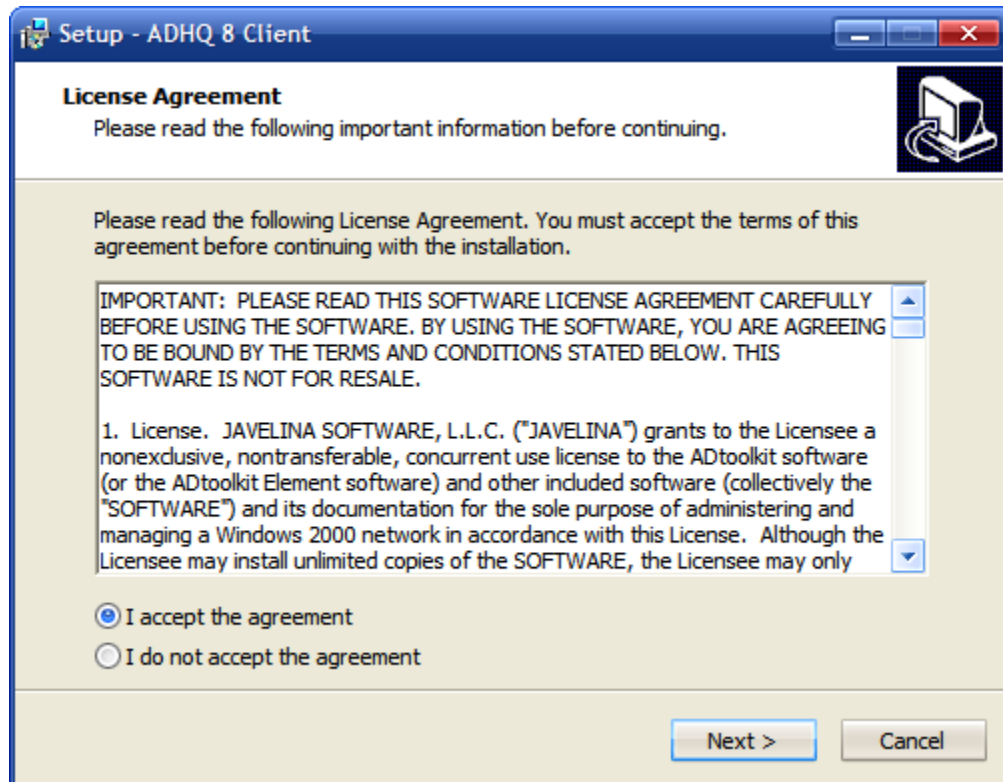 Setup - ADHQ 8 Client
License Agreement
Please read the following important information before continuing.
Please read the following License Agreement. You must accept the terms of this
agreement before continuing with the installation.
IMPORTANT:  PLEASE READ THIS SOFTWARE LICENSE AGREEMENT CAREFULLY
BEFORE USING THE SOFTWARE. BY USING THE SOFTWARE, YOU ARE AGREEING
TO BE BOUND BY THE TERMS AND CONDITIONS STATED BELOW. THIS
SOFTWARE IS NOT FOR RESALE.
1.  License.  JAVELINA SOFTWARE, L.L.C. ("JAVELINA") grants to the Licensee a
nonexclusive, nontransferable, concurrent use license to the ADtoolkit software
(or the ADtoolkit Element software) and other included software (collectively the
"SOFTWARE") and its documentation for the sole purpose of administering and
managing a Windows 2000 network in accordance with this License.  Although the
Licensee may install unlimited copies of the SOFTWARE, the Licensee may only
I accept the agreement
I do not accept the agreement
Next >
Cancel